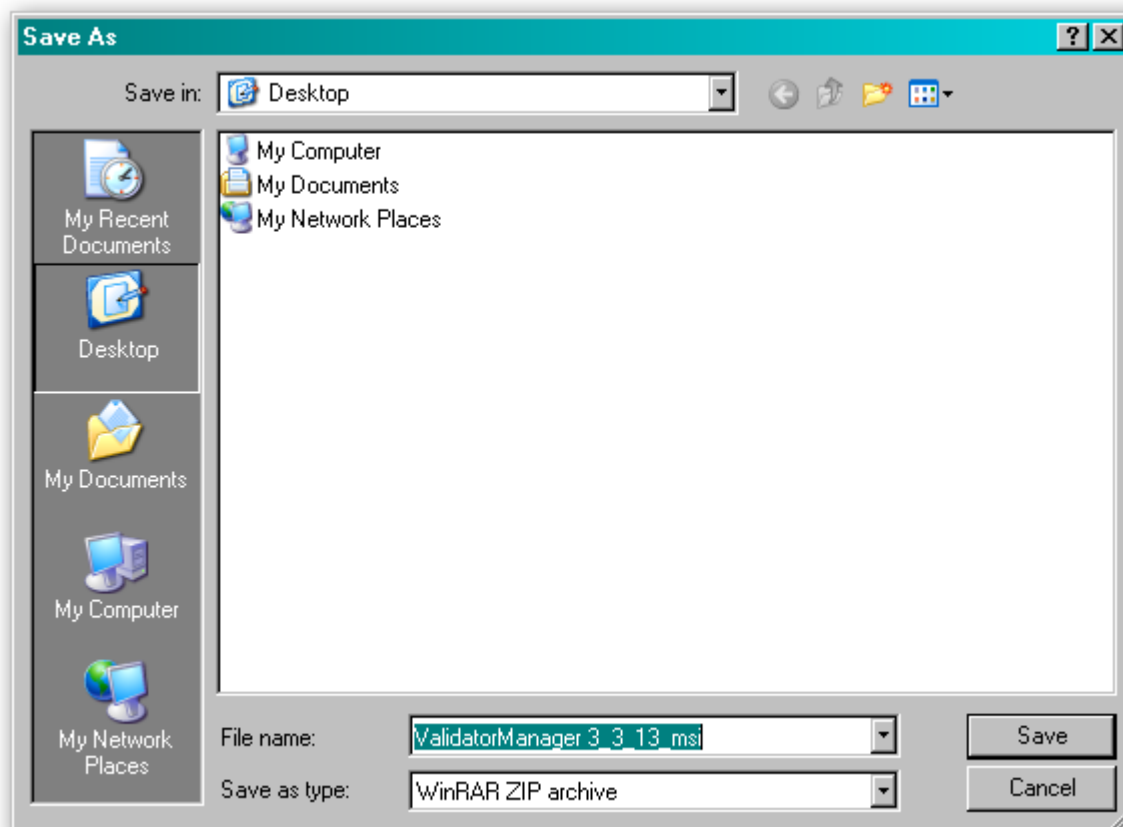 Save As
Save in:
Desktop
My Computer
My Documents
My Network Places
My Recent
Documents
Desktop
My Documents
My Computer
My Network
Places
File name:
ValidatorManager 3_3_13_msi
Save
Save as type:
WinRAR ZIP archive
Cancel